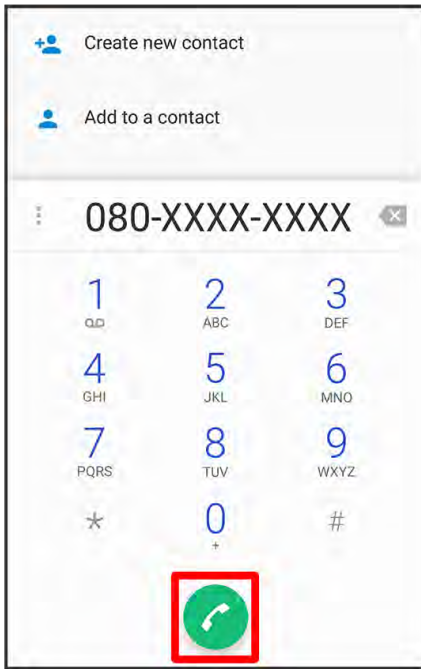 Create new contact
Add to a contact
080-XXXX-XXXX
1 2 3
ABC DEF
4 5 6
GHI JKL MNO
7 8 9
PQRS TUV WXYZ
* 0 #
+